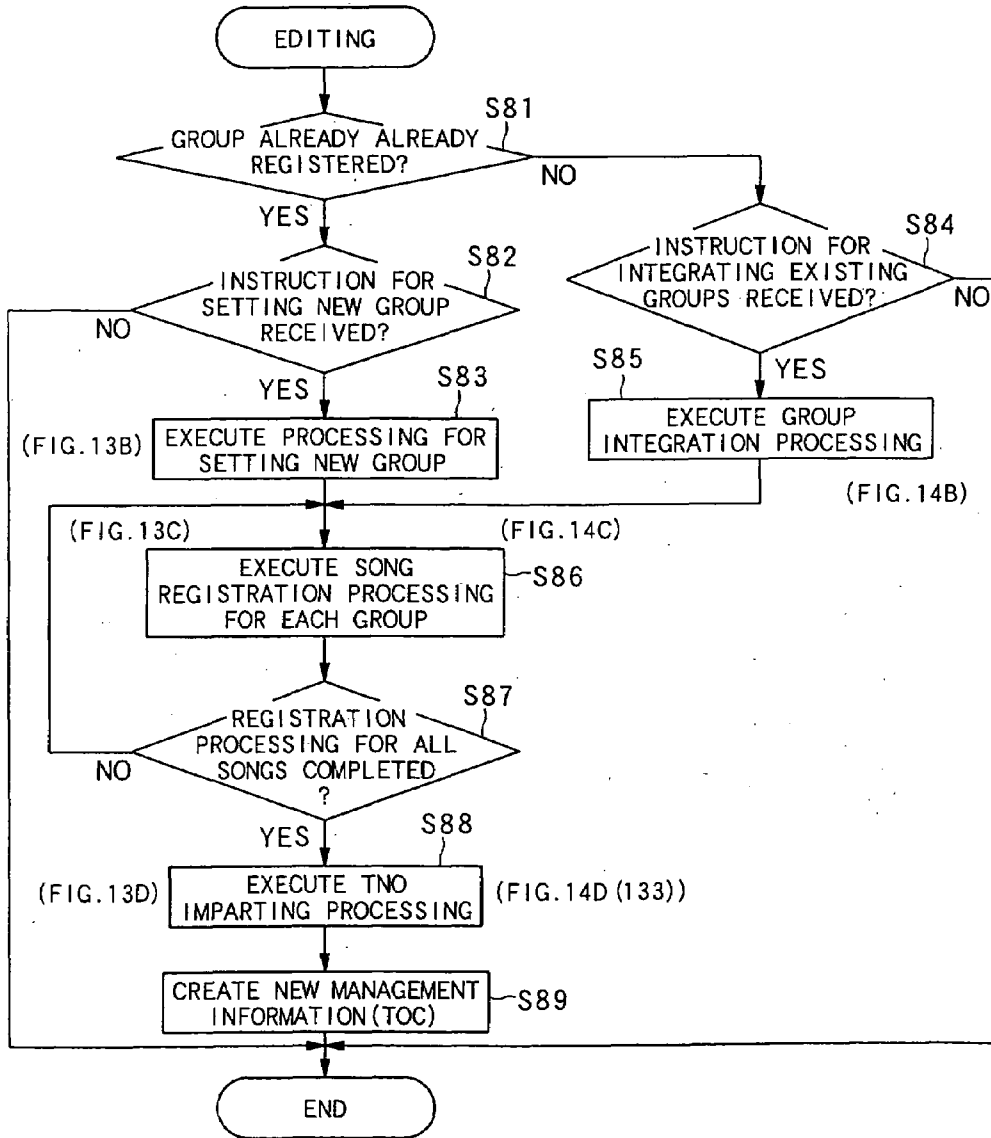 EDITING
S81
GROUP ALREADY ALREADY
REGISTERED?
NO
YES
S82
INSTRUCTION FOR
SETTING NEW GROUP
RECEIVED?
NO
YES
S84
INSTRUCTION FOR
INTEGRATING EXISTING
GROUPS RECEIVED?
NO
YES
S83
(FIG.13B)
EXECUTE PROCESSING FOR
SETTING NEW GROUP
S85
EXECUTE GROUP
INTEGRATION PROCESSING
(FIG.14B)
(FIG.13C)
(FIG.14C)
EXECUTE SONG
REGISTRATION PROCESSING
FOR EACH GROUP
S86
S87
REGISTRATION
PROCESSING FOR ALL
SONGS COMPLETED
?
NO
YES
S88
(FIG.13D)
EXECUTE TNO
IMPARTING PROCESSING
(FIG.14D(133))
CREATE NEW MANAGEMENT
INFORMATION(TOC)
S89
END